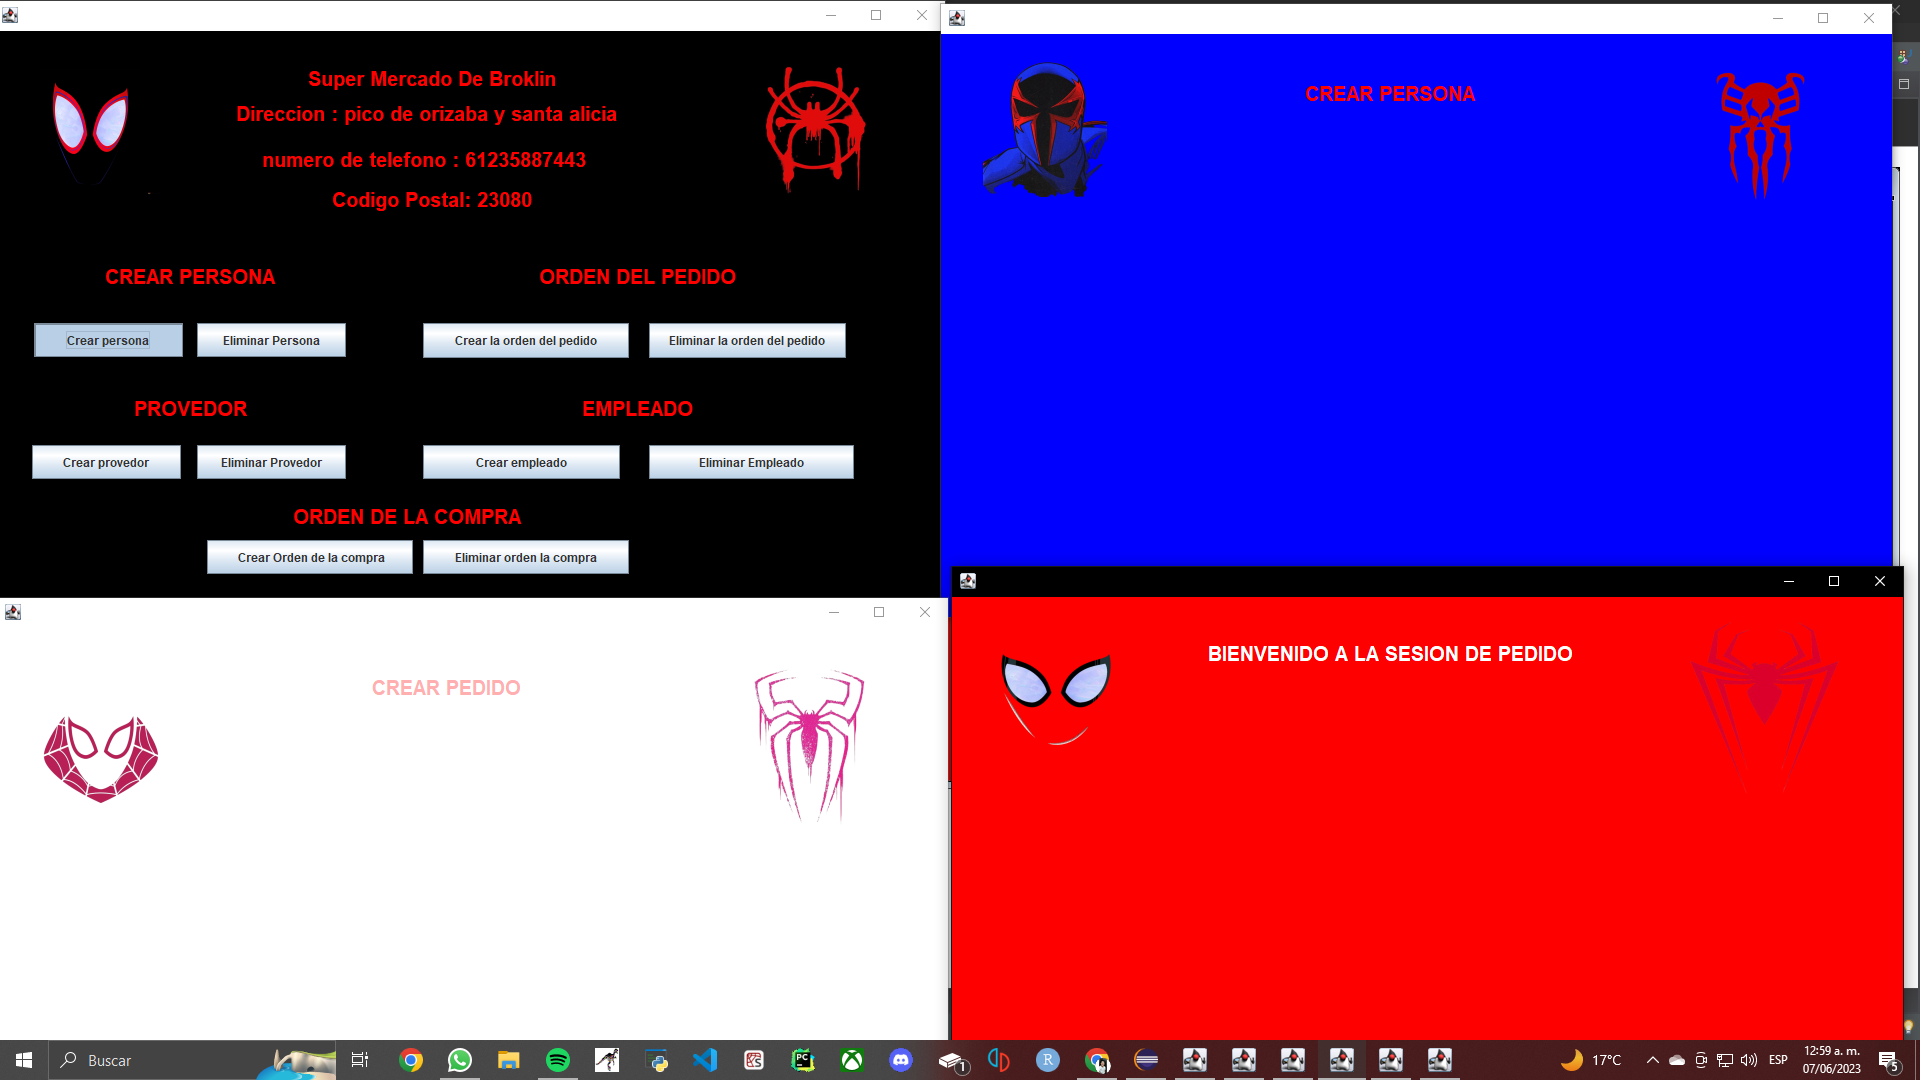 Super Mercado De Broklin
Direccion : pico de orizaba y santa alicia
numero de telefono : 61235887443
Codigo Postal: 23080
CREAR PERSONA
ORDEN DEL PEDIDO
Crear persona
Eliminar Persona
Crear la orden del pedido
Eliminar la orden del pedido
PROVEDOR
EMPLEADO
Crear provedor
Eliminar Provedor
Crear empleado
Eliminar Empleado
ORDEN DE LA COMPRA
Crear Orden de la compra
Eliminar orden la compra
CREAR PERSONA
CREAR PEDIDO
BIENVENIDO A LA SESION DE PEDIDO
Buscar
PC
1
R
17°C
ESP
12:59 a. m.
07/06/2023
5